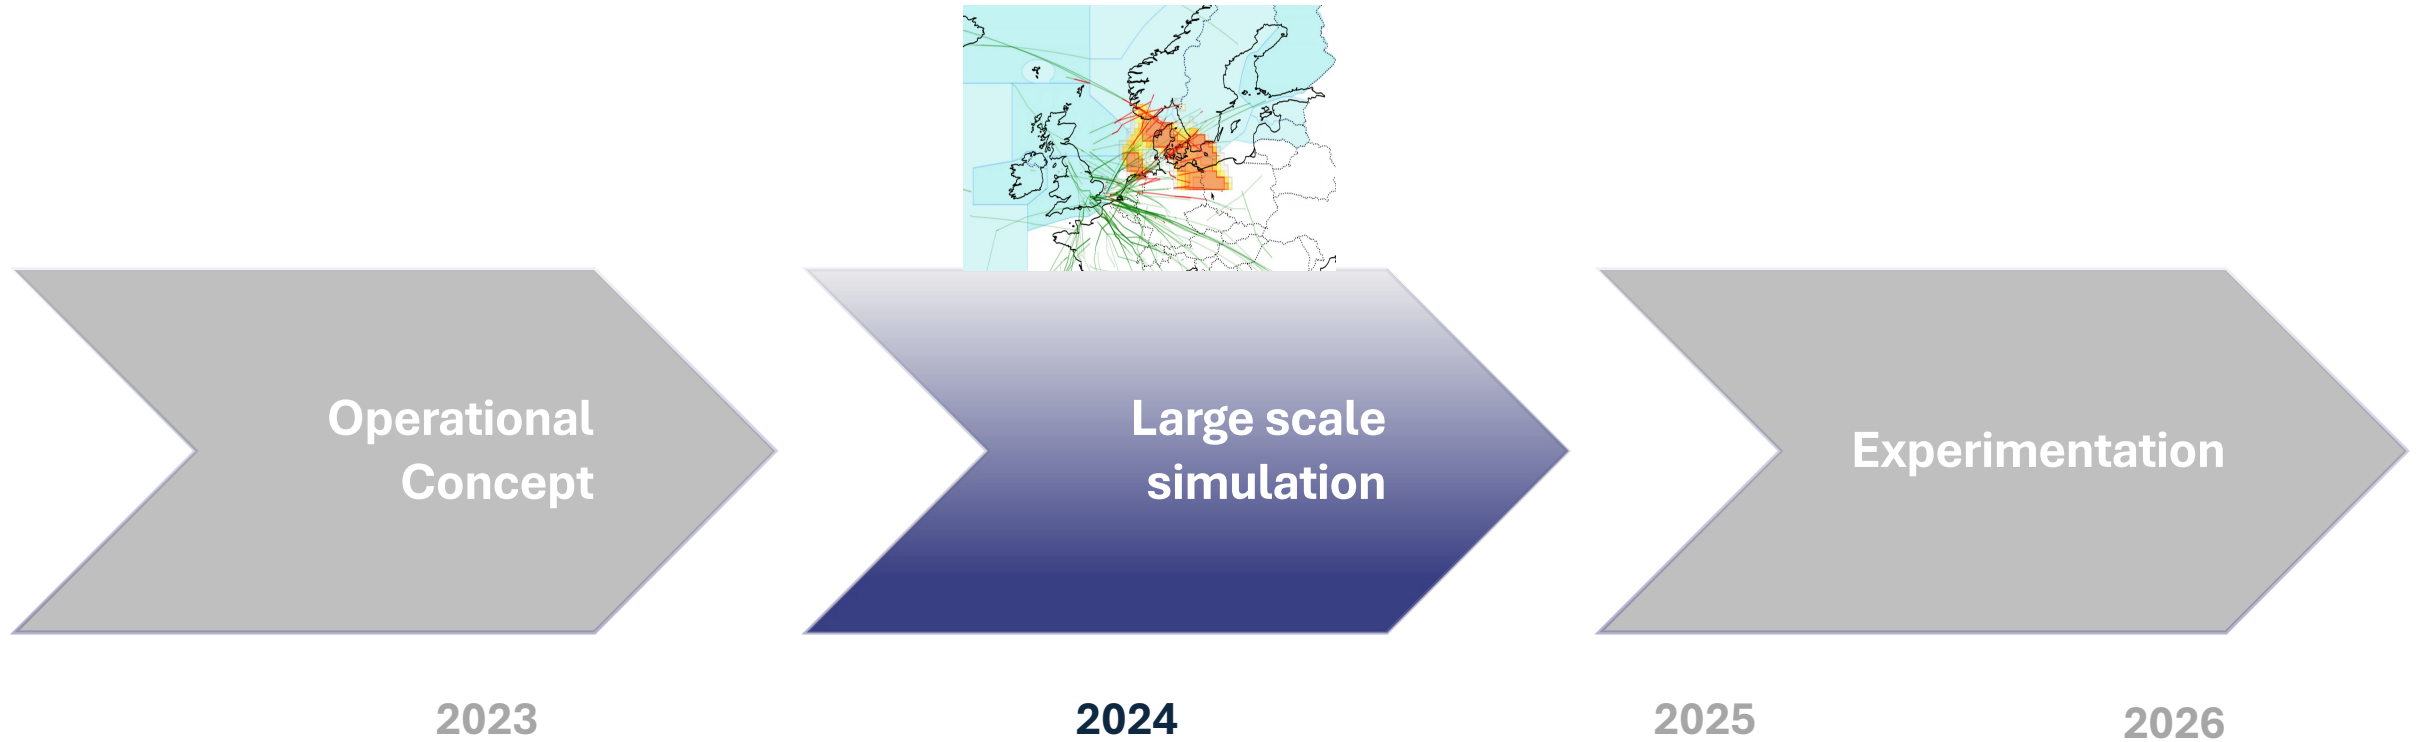 Operational
Concept
Large scale
simulation
Experimentation
2023
2024
2025
2026